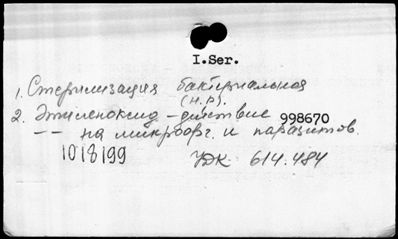 I.Ser.
1. Стерилизация бактериальная
(н.р).
2. Этиленоксид - действие 998670
-- на микроорг. и паразитов.
1018199
УДК 614.484